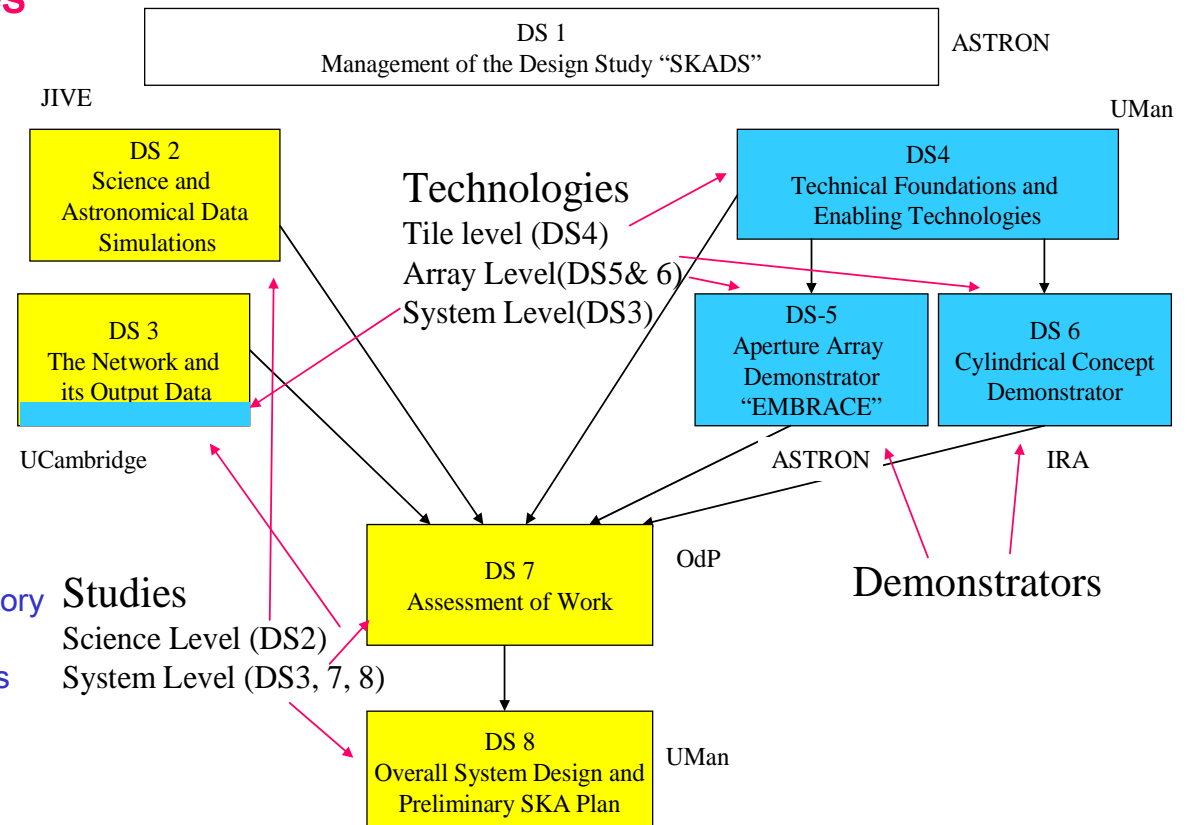 DS 1
Management of the Design Study “SKADS”
ASTRON
JIVE
UMan
DS 2
Science and
Astronomical Data
Simulations
DS4
Technical Foundations and
Enabling Technologies
Technologies
Tile level (DS4)
Array Level(DS5& 6)
System Level(DS3)
DS 3
The Network and
its Output Data
DS-5
Aperture Array
Demonstrator
“EMBRACE”
DS 6
Cylindrical Concept
Demonstrator
UCambridge
ASTRON
IRA
DS 7
Assessment of Work
OdP
Demonstrators
ory
Studies
Science Level (DS2)
s
System Level (DS3, 7, 8)
DS 8
Overall System Design and
Preliminary SKA Plan
UMan